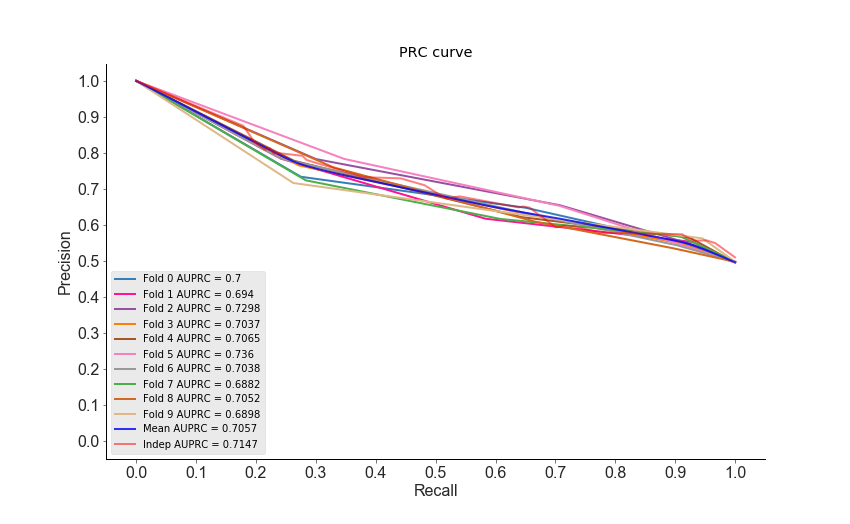 PRC curve
1.0
0.9
0.8
0.7
0.6
0.5
0.4
0.3
0.2
0.1
0.0
Precision
Fold 0 AUPRC = 0.7
Fold 1 AUPRC = 0.694
Fold 2 AUPRC = 0.7298
Fold 3 AUPRC = 0.7037
Fold 4 AUPRC = 0.7065
Fold 5 AUPRC = 0.736
Fold 6 AUPRC = 0.7038
Fold 7 AUPRC = 0.6882
Fold 8 AUPRC = 0.7052
Fold 9 AUPRC = 0.6898
Mean AUPRC = 0.7057
Indep AUPRC = 0.7147
0.0 0.1 0.2 0.3 0.4 0.5 0.6 0.7 0.8 0.9 1.0
Recall